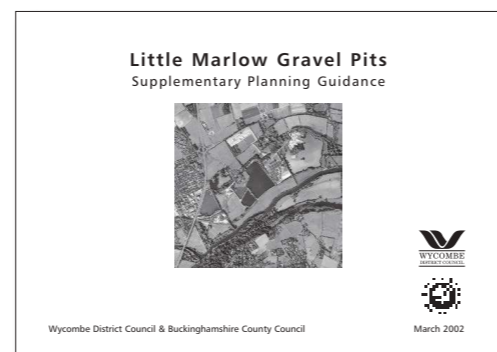 Little Marlow Gravel Pits
Supplementary Planning Guidance
WYCOMBE
DISTRICT COUNCIL
Wycombe District Council & Buckinghamshire County Council
March 2002